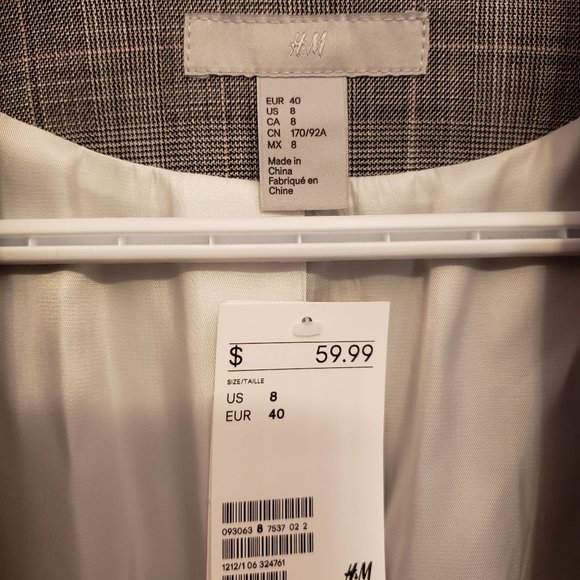 H&M
EUR 40
US 8
CA 8
CN 170/92A
MX 8
Made in
China
Fabriqué en
Chine
$ 59.99
SIZE/TAILLE
US 8
EUR 40
093063 8 7537 02 2
1212/1 06 324761
H&M